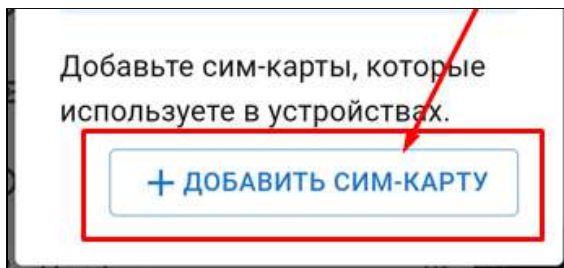 Добавьте сим-карты, которые
используете в устройствах.
+ ДОБАВИТЬ СИМ-КАРТУ